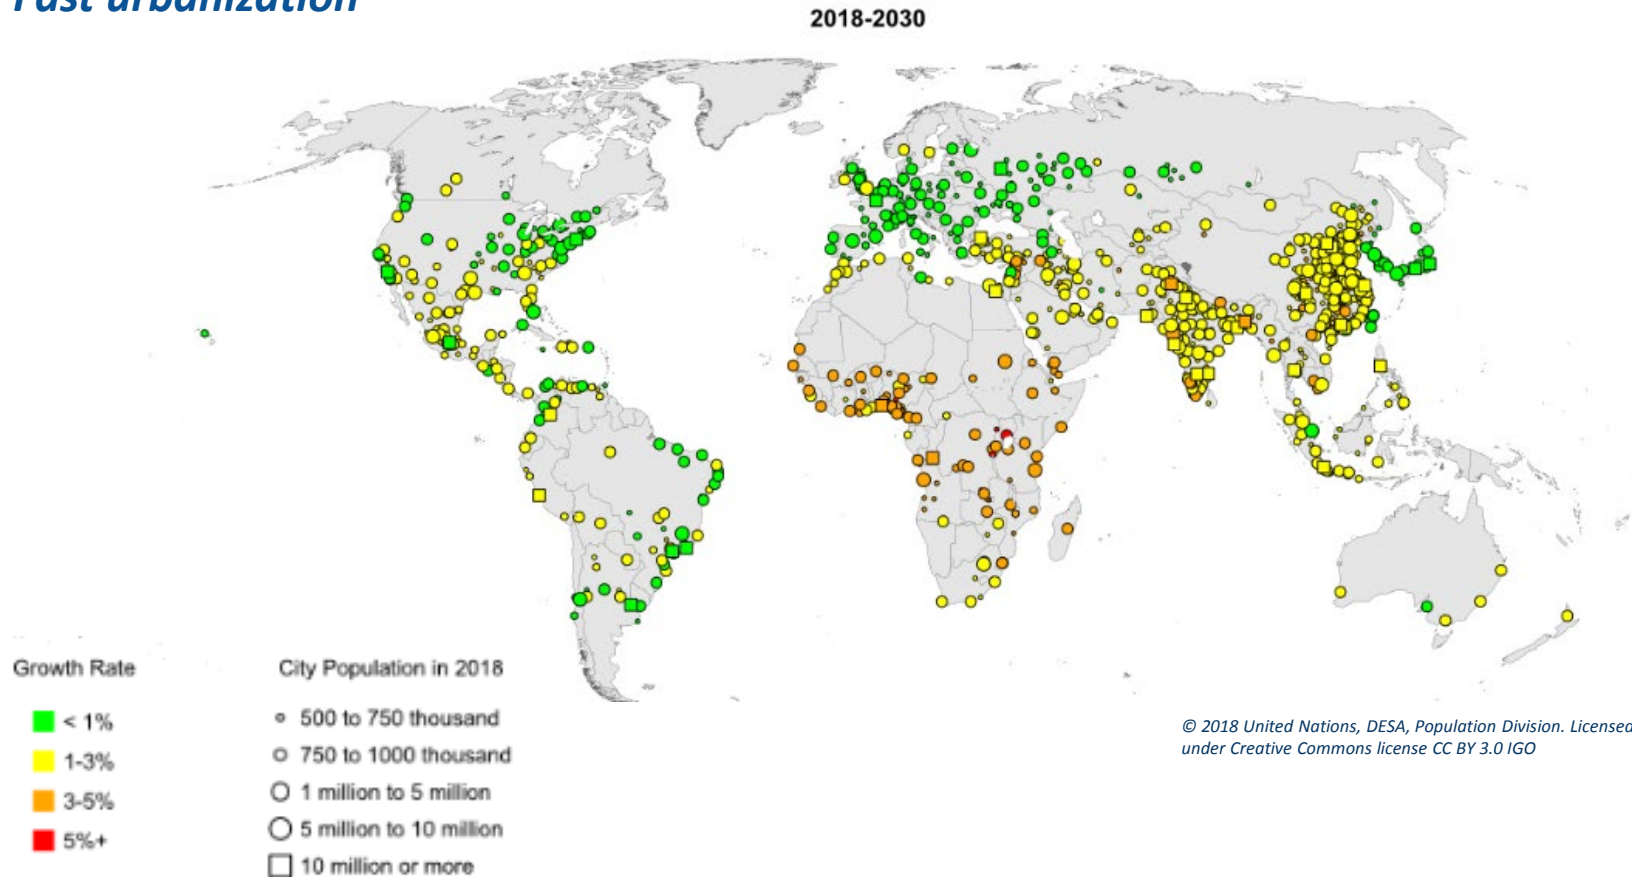 Fast urbanization
2018-2030
Growth Rate
< 1%
1-3%
3-5%
5%+
City Population in 2018
500 to 750 thousand
750 to 1000 thousand
1 million to 5 million
5 million to 10 million
10 million or more
© 2018 United Nations, DESA, Population Division. Licensed
under Creative Commons license CC BY 3.0 IGO